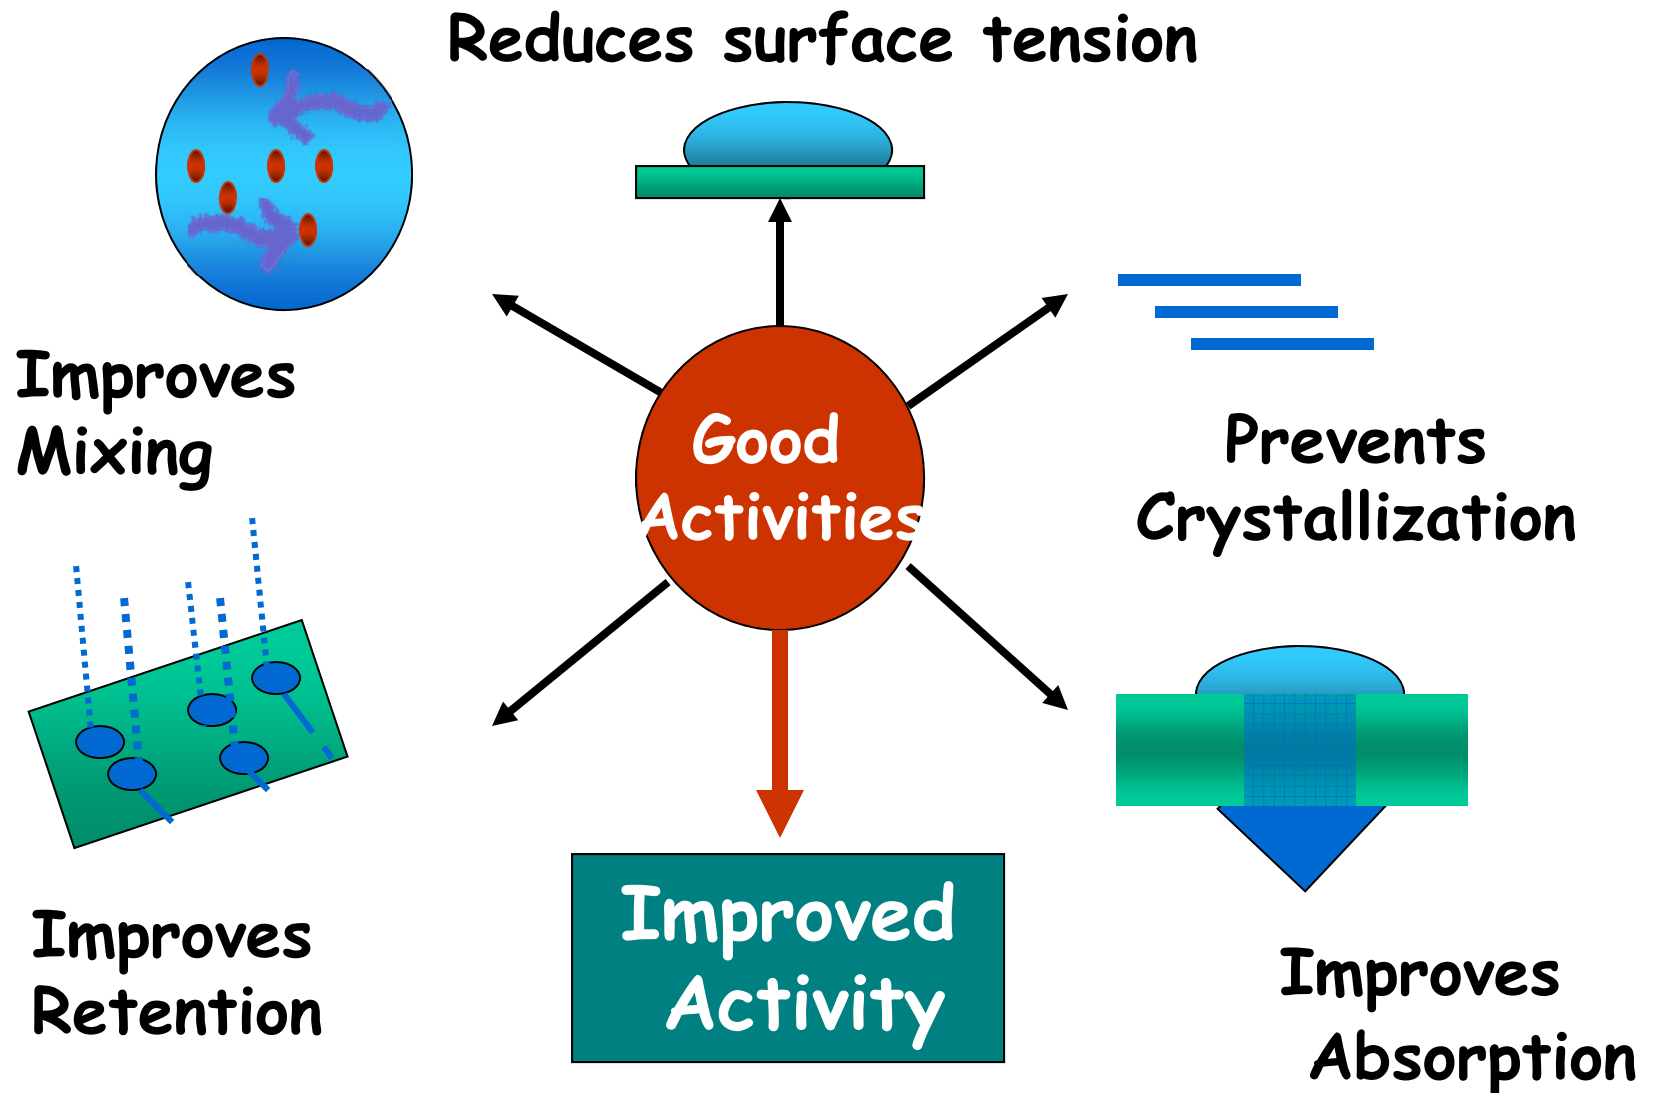 Reduces surface tension
Improves
Mixing
Good
Activities
Prevents
Crystallization
Improves
Retention
Improved
Activity
Improves
Absorption